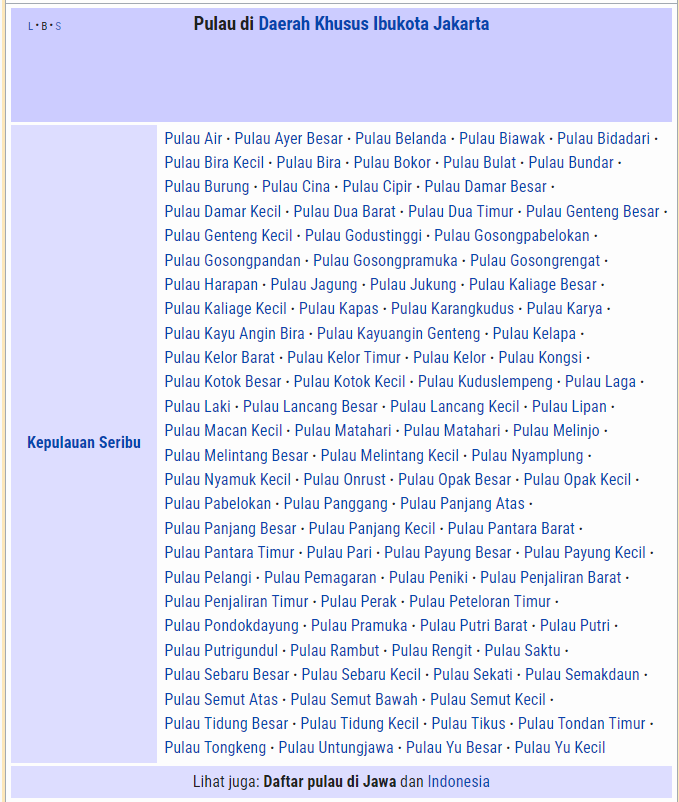 L • B • S
Pulau di Daerah Khusus Ibukota Jakarta
Kepulauan Seribu
Pulau Air · Pulau Ayer Besar · Pulau Belanda · Pulau Biawak · Pulau Bidadari ·
Pulau Bira Kecil · Pulau Bira · Pulau Bokor · Pulau Bulat · Pulau Bundar ·
Pulau Burung · Pulau Cina · Pulau Cipir · Pulau Damar Besar ·
Pulau Damar Kecil · Pulau Dua Barat · Pulau Dua Timur · Pulau Genteng Besar ·
Pulau Genteng Kecil · Pulau Godustinggi · Pulau Gosongpabelokan ·
Pulau Gosongpandan · Pulau Gosongpramuka · Pulau Gosongrengat ·
Pulau Harapan · Pulau Jagung · Pulau Jukung · Pulau Kaliage Besar ·
Pulau Kaliage Kecil · Pulau Kapas · Pulau Karangkudus · Pulau Karya ·
Pulau Kayu Angin Bira · Pulau Kayuangin Genteng · Pulau Kelapa ·
Pulau Kelor Barat · Pulau Kelor Timur · Pulau Kelor · Pulau Kongsi ·
Pulau Kotok Besar · Pulau Kotok Kecil · Pulau Kuduslempeng · Pulau Laga ·
Pulau Laki · Pulau Lancang Besar · Pulau Lancang Kecil · Pulau Lipan ·
Pulau Macan Kecil · Pulau Matahari · Pulau Matahari · Pulau Melinjo ·
Pulau Melintang Besar · Pulau Melintang Kecil · Pulau Nyamplung ·
Pulau Nyamuk Kecil · Pulau Onrust · Pulau Opak Besar · Pulau Opak Kecil ·
Pulau Pabelokan · Pulau Panggang · Pulau Panjang Atas ·
Pulau Panjang Besar · Pulau Panjang Kecil · Pulau Pantara Barat ·
Pulau Pantara Timur · Pulau Pari · Pulau Payung Besar · Pulau Payung Kecil ·
Pulau Pelangi · Pulau Pemagaran · Pulau Peniki · Pulau Penjaliran Barat ·
Pulau Penjaliran Timur · Pulau Perak · Pulau Peteloran Timur ·
Pulau Pondokdayung · Pulau Pramuka · Pulau Putri Barat · Pulau Putri ·
Pulau Putrigundul · Pulau Rambut · Pulau Rengit · Pulau Saktu ·
Pulau Sebaru Besar · Pulau Sebaru Kecil · Pulau Sekati · Pulau Semakdaun ·
Pulau Semut Atas · Pulau Semut Bawah · Pulau Semut Kecil ·
Pulau Tidung Besar · Pulau Tidung Kecil · Pulau Tikus · Pulau Tondan Timur ·
Pulau Tongkeng · Pulau Untungjawa · Pulau Yu Besar · Pulau Yu Kecil
Lihat juga: Daftar pulau di Jawa dan Indonesia